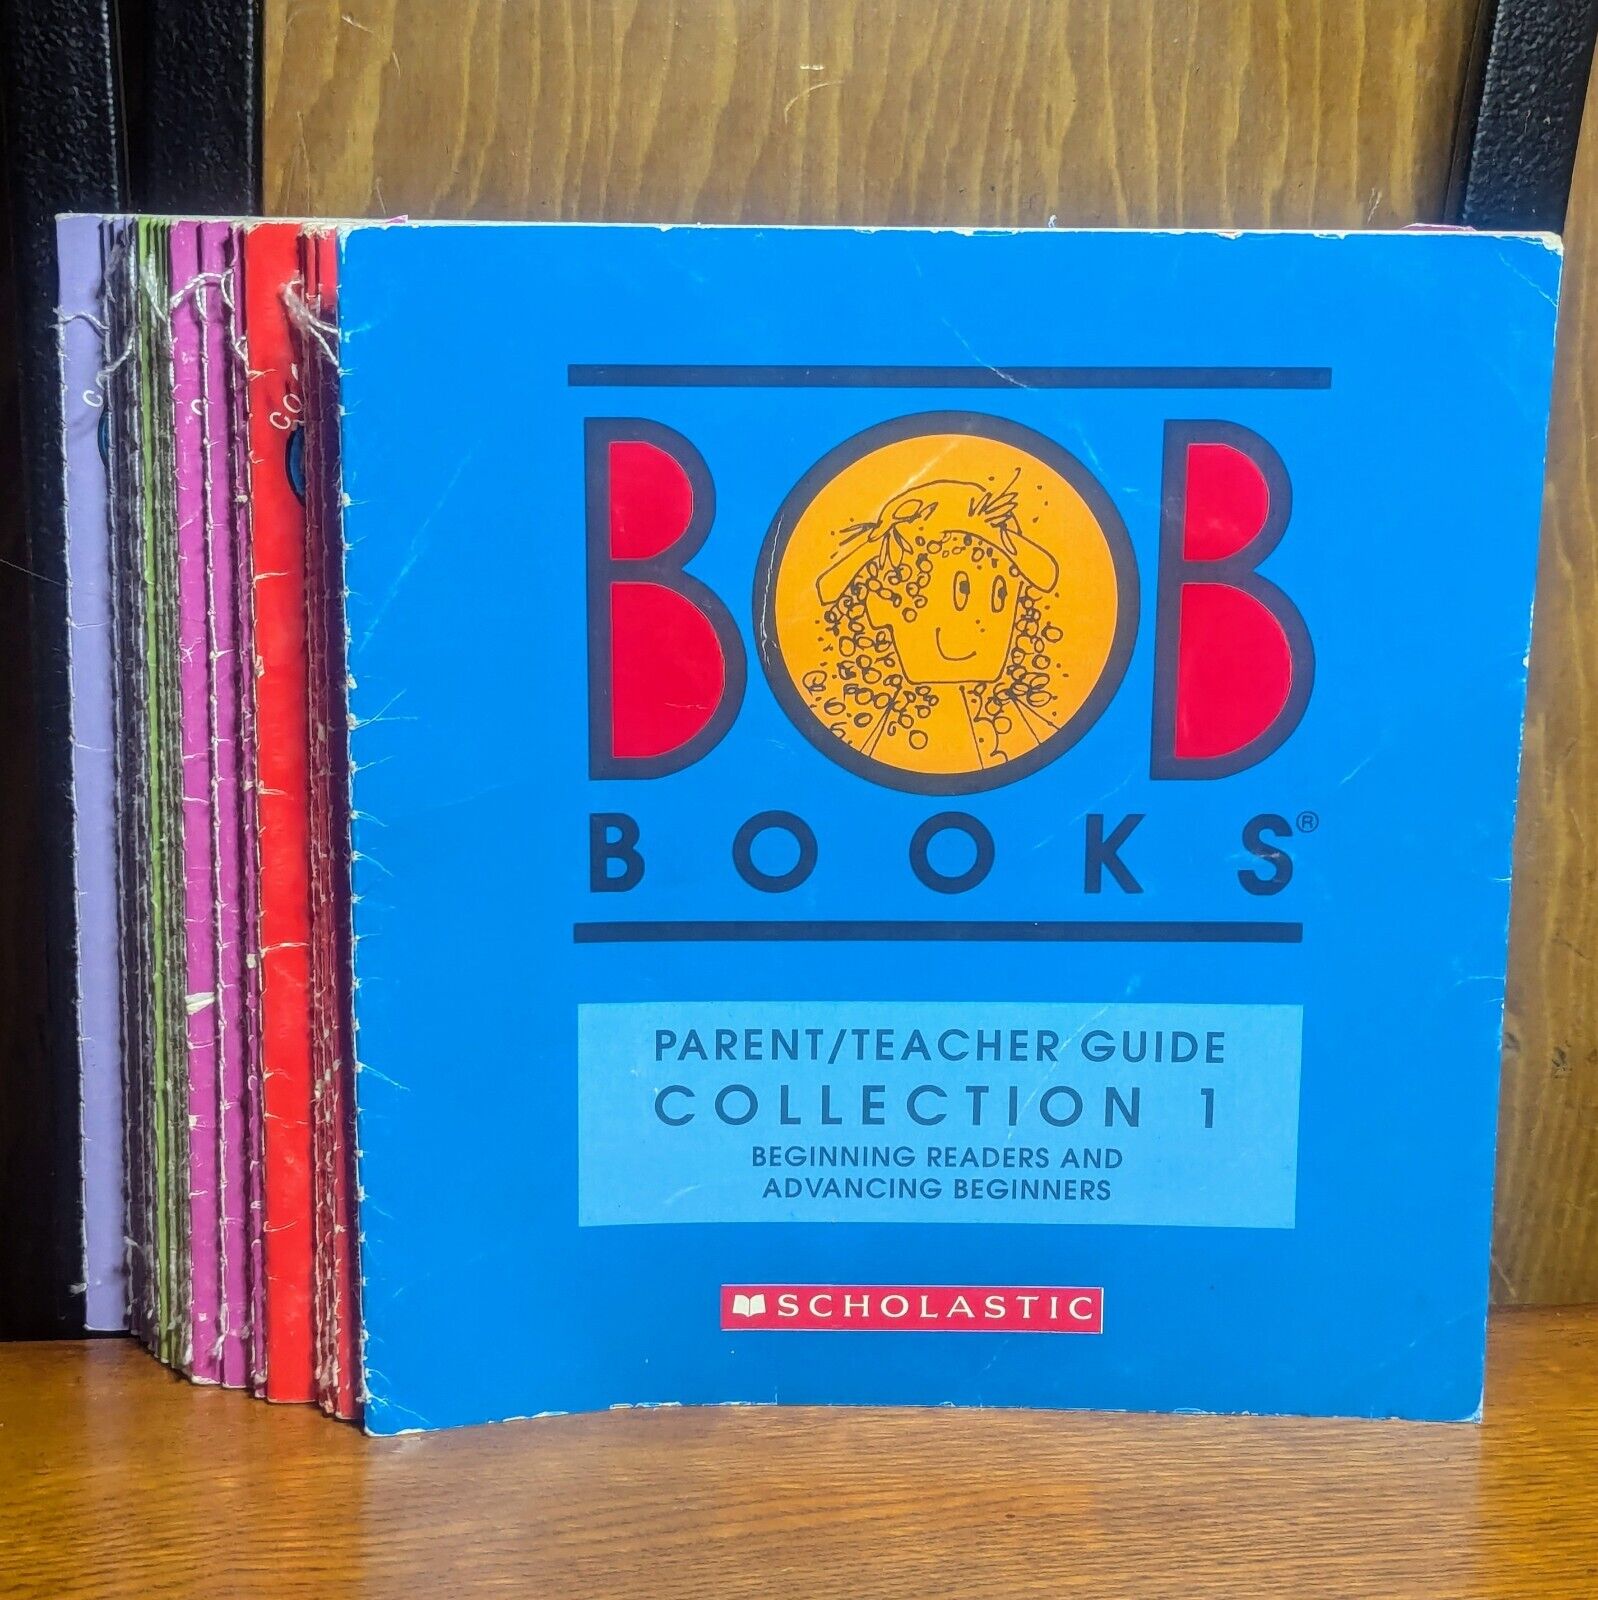 BOB
BOOKS®
PARENT/TEACHER GUIDE
COLLECTION 1
BEGINNING READERS AND
ADVANCING BEGINNERS
SCHOLASTIC